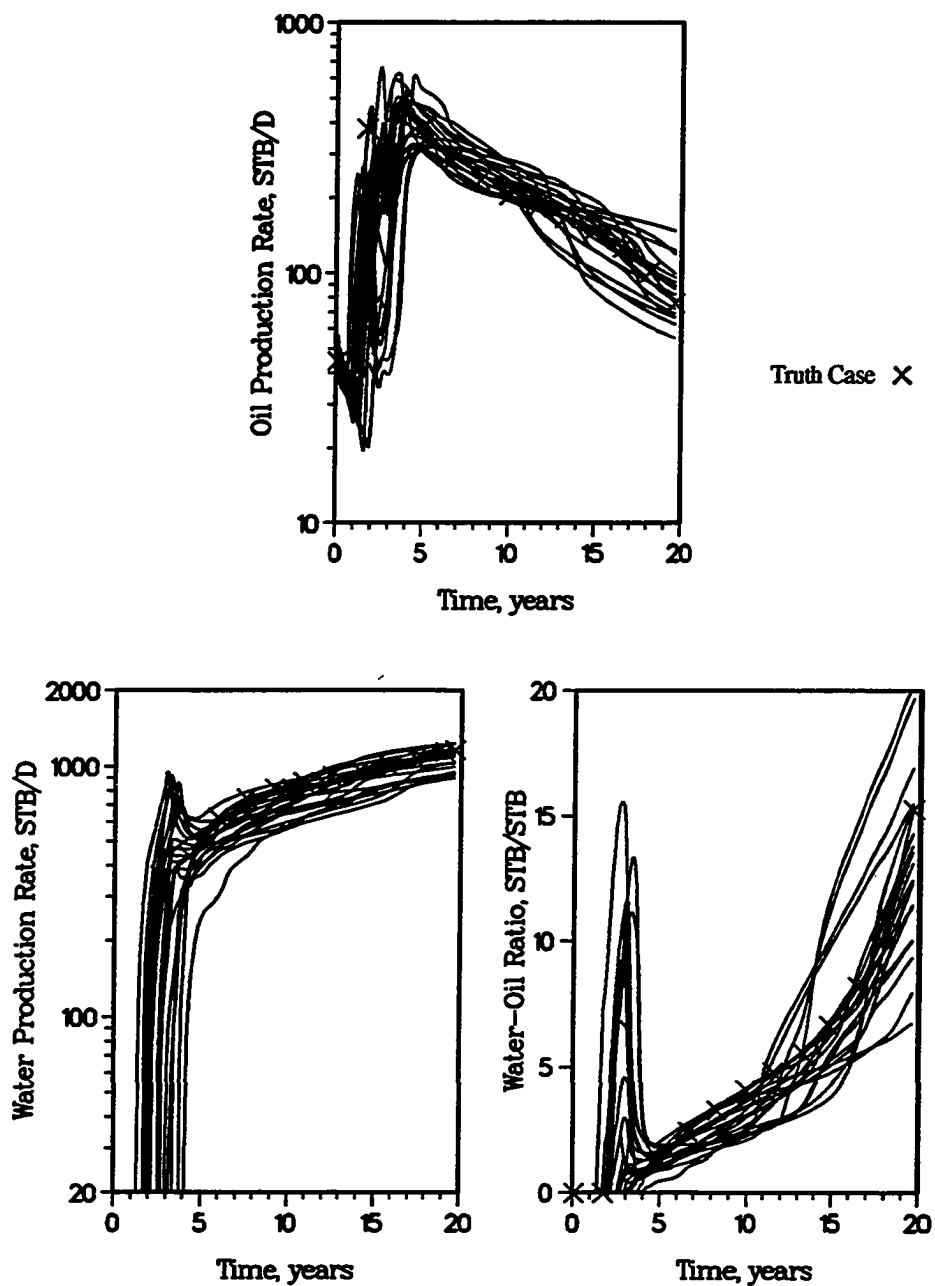 1000
100
10
Oil Production Rate, STB/D
0 5 10 15 20
Time, years
Truth Case ×
2000
1000
100
20
Water Production Rate, STB/D
0 5 10 15 20
Time, years
20
15
10
5
0
Water-Oil Ratio, STB/STB
0 5 10 15 20
Time, years